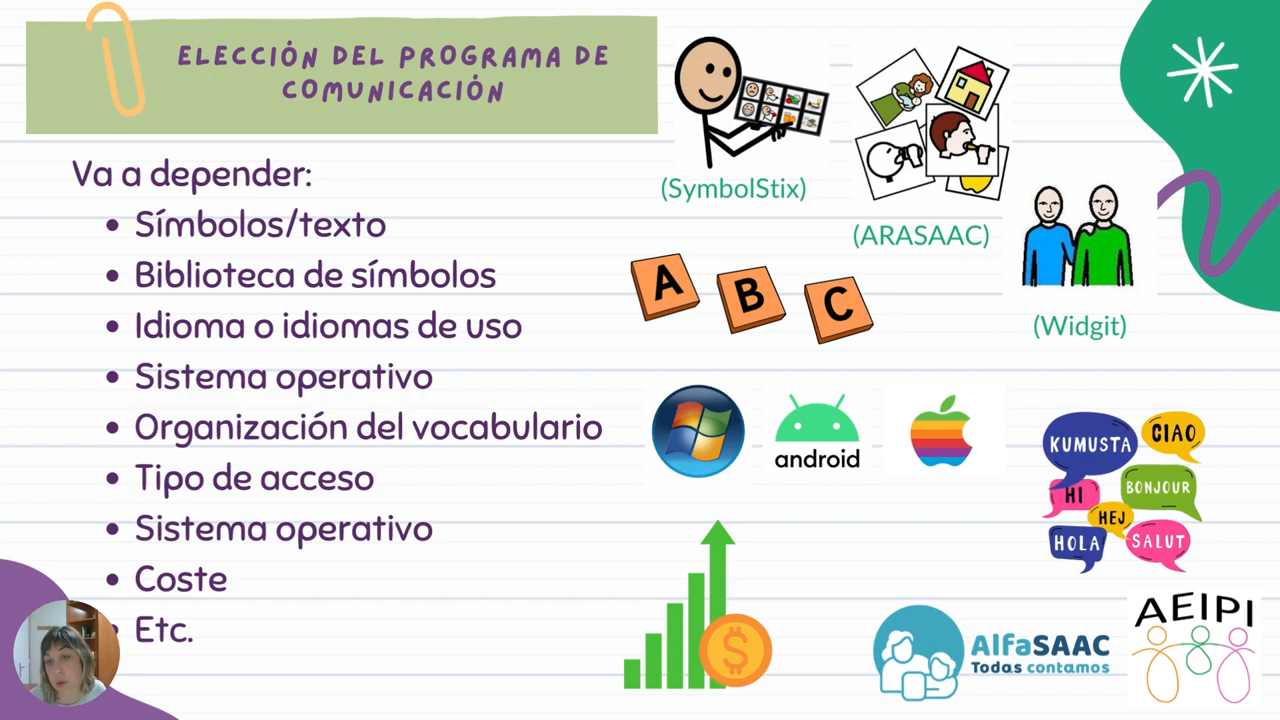 ELECCIÓN DEL PROGRAMA DE
COMUNICACIÓN
Va a depender:
• Símbolos/texto
• Biblioteca de símbolos
• Idioma o idiomas de uso
• Sistema operativo
• Organización del vocabulario
• Tipo de acceso
• Sistema operativo
• Coste
• Etc.
(SymbolStix)
(ARASAAC)
(Widgit)
A B C
android
KUMUSTA
CIAO
HI
BONJOUR
HEJ
HOLA
SALUT
$
AlfaSAAC
Todas contamos
AEIPI